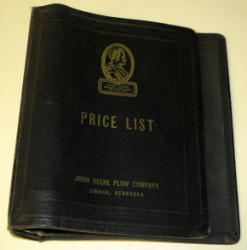 PRICE LIST
JOHN DEERE PLOW COMPANY
OMAHA, NEBRASKA